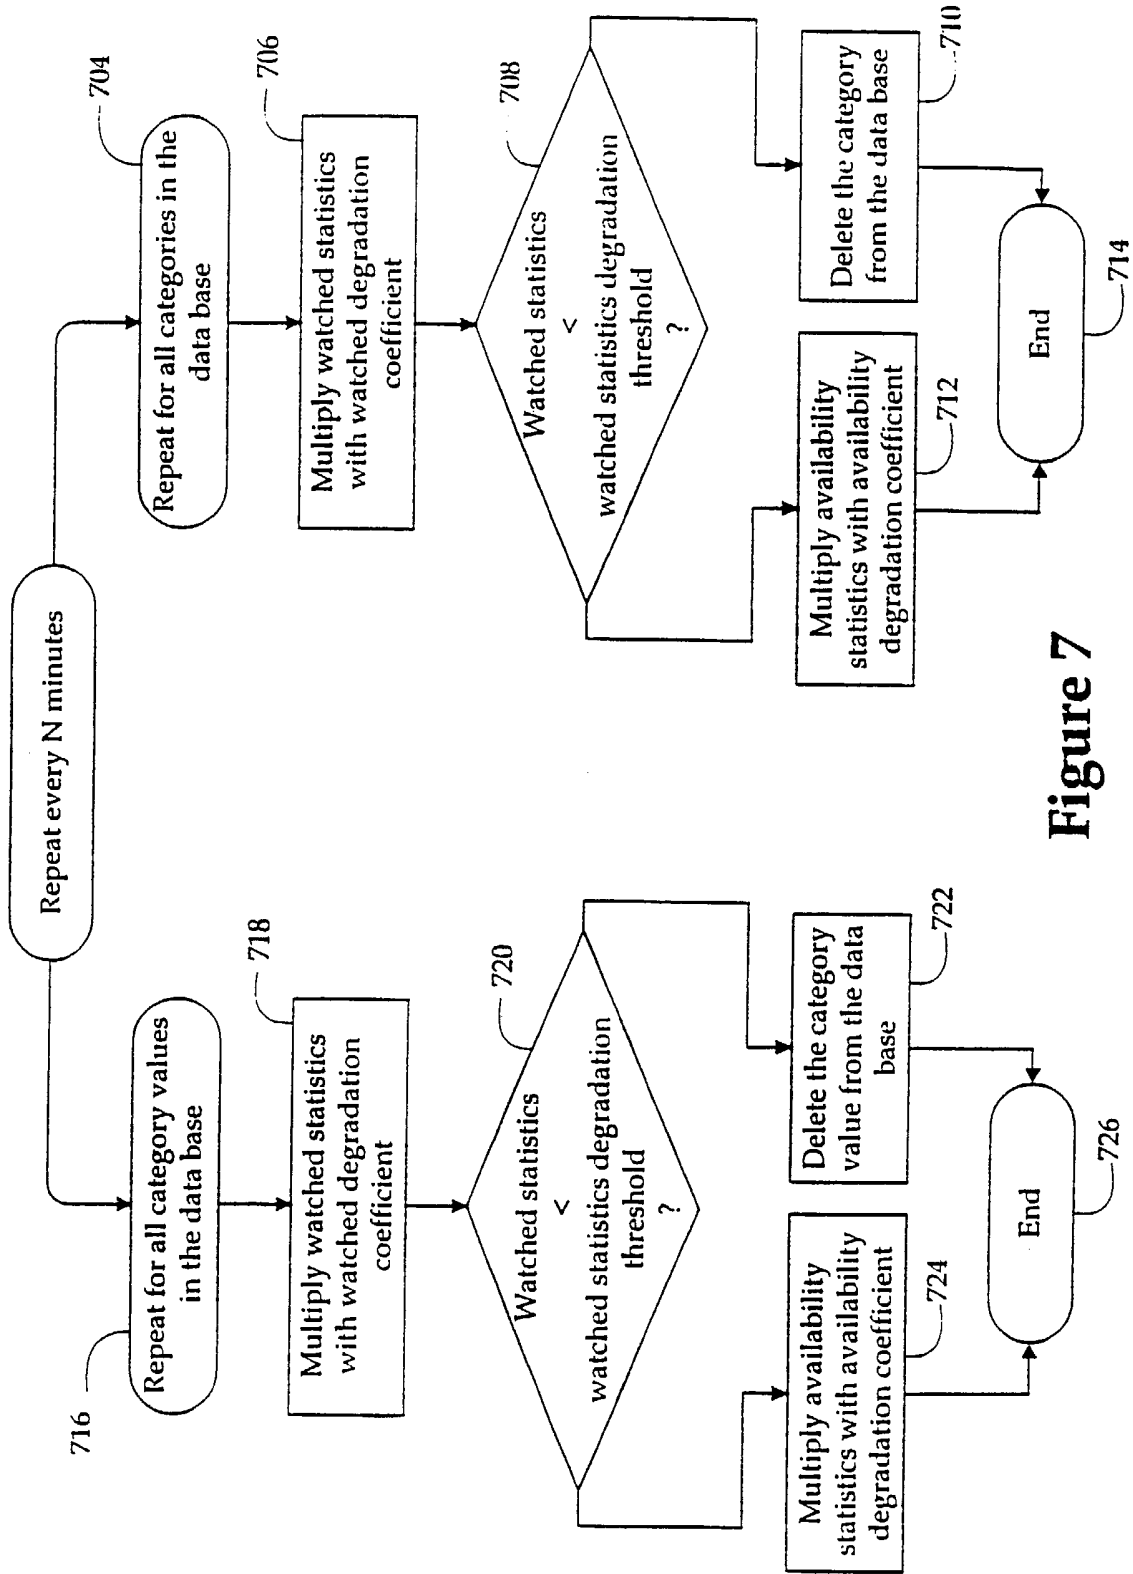 Repeat every N minutes
716
Repeat for all category values
in the data base
718
Multiply watched statistics
with watched degradation
coefficient
720
Watched statistics
<
watched statistics degradation
threshold
?
Multiply availability
statistics with availability
degradation coefficient
724
Delete the category
value from the data
base
722
End
726
704
Repeat for all categories in the
data base
706
Multiply watched statistics
with watched degradation
coefficient
708
Watched statistics
<
watched statistics degradation
threshold
?
Multiply availability
statistics with availability
degradation coefficient
712
Delete the category
from the data base
710
End
714
Figure 7